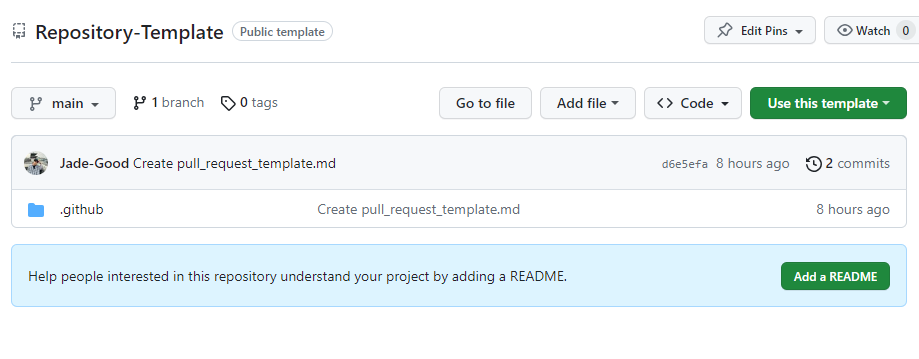 Repository-Template Public template Edit Pins Watch 0
main 1 branch 0 tags Go to file Add file Code Use this template
Jade-Good Create pull_request_template.md d6e5efa 8 hours ago 2 commits
.github Create pull_request_template.md 8 hours ago
Help people interested in this repository understand your project by adding a README. Add a README